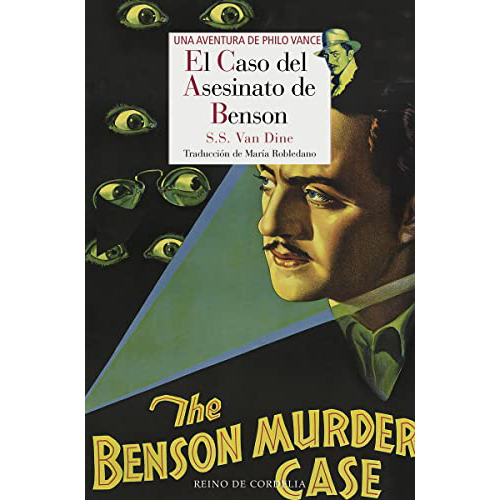 UNA AVENTURA DE PHILO VANCE
El Caso del
Asesinato de
Benson
S.S. Van Dine
Traducción de María Robledano
The
BENSON MURDER
CASE
REINO DE CORDELIA